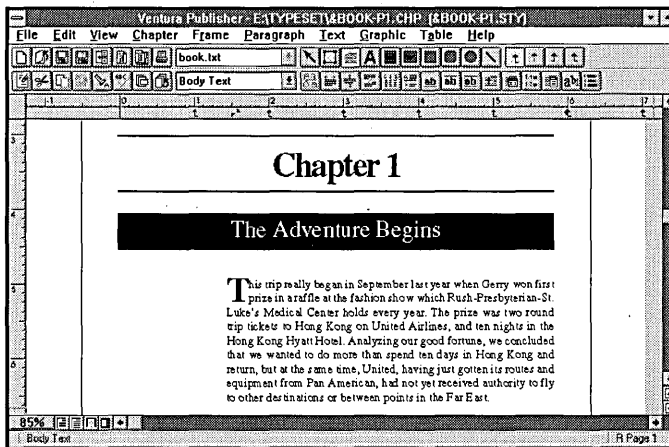 Ventura Publisher - E:\TYPESET\&BOOK-P1.CHP (&BOOK-P1.STY)
File Edit View Chapter Frame Paragraph Text Graphic Table Help
book.txt
Body Text
Chapter 1
The Adventure Begins
This trip really began in September last year when Gerry won first
prize in a raffle at the fashion show which Rush-Presbyterian-St.
Luke's Medical Center holds every year. The prize was two round
trip tickets to Hong Kong on United Airlines, and ten nights in the
Hong Kong Hyatt Hotel. Analyzing our good fortune, we concluded
that we wanted to do more than spend ten days in Hong Kong and
return, but at the same time, United, having just gotten its routes and
equipment from Pan American, had not yet received authority to fly
to other destinations or between points in the Far East.
85%
Body Text R Page 1